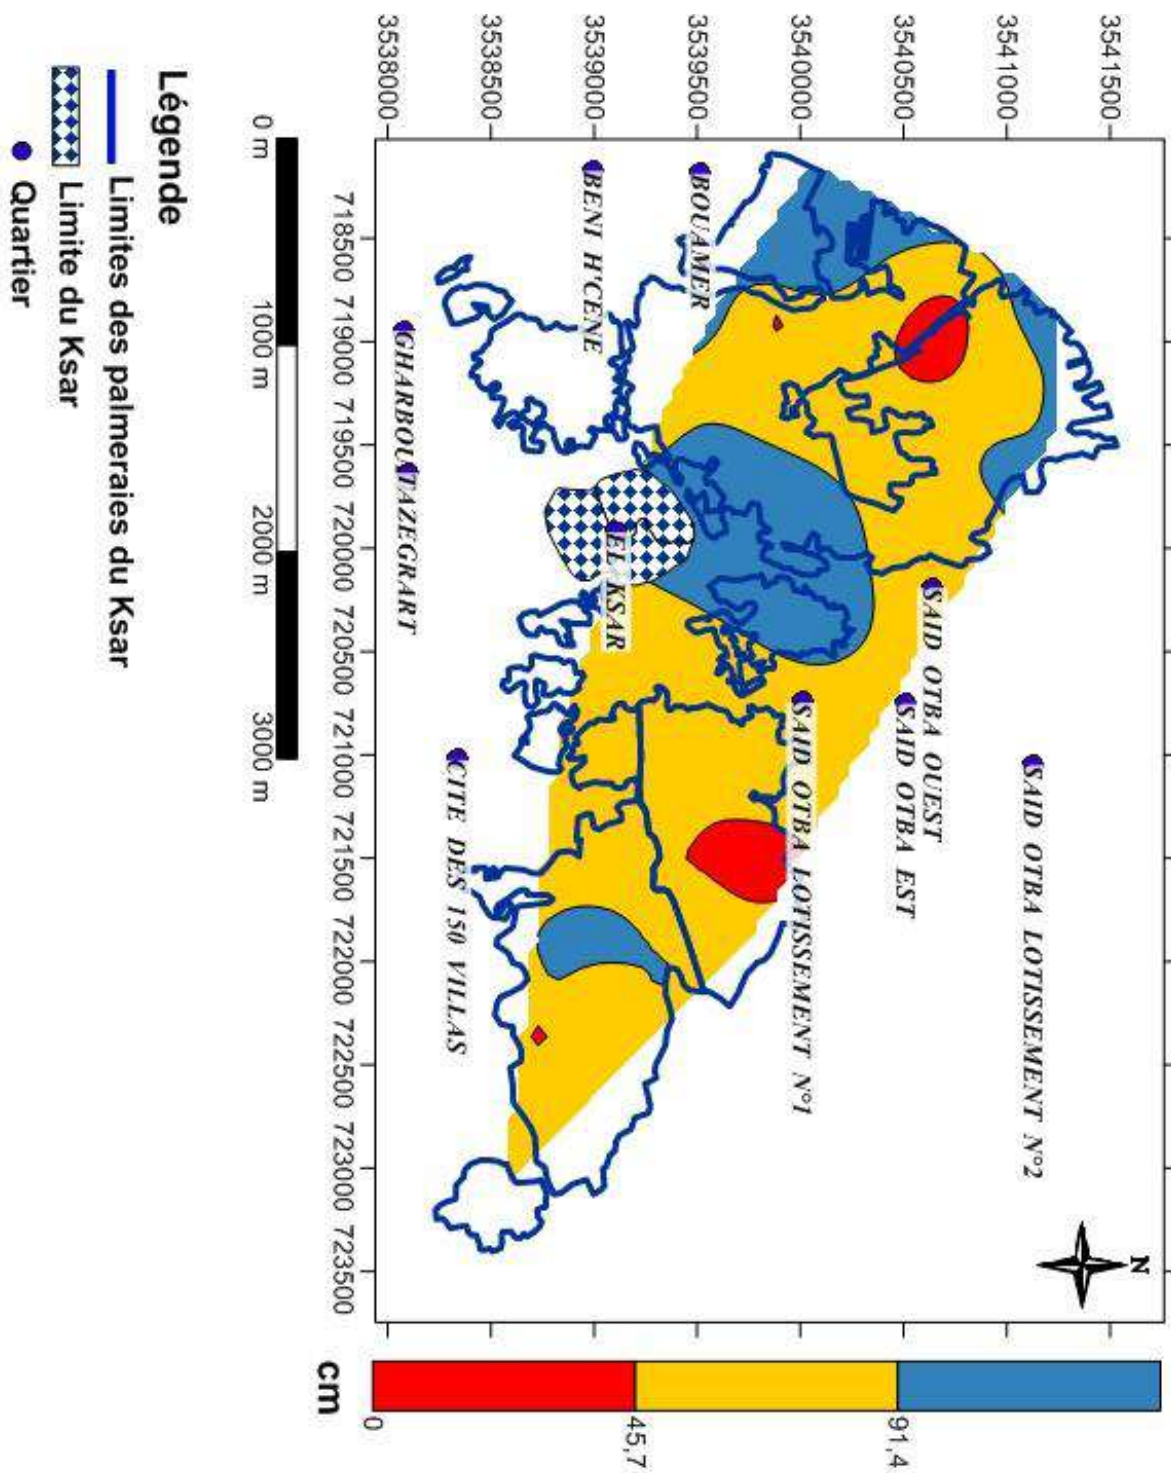 N
3541500
3541000
3540500
3540000
3539500
3539000
3538500
3538000
SAID OTBA LOTISSEMENT N°2
SAID OTBA OUEST
SAID OTBA EST
SAID OTBA LOTISSEMENT N°1
BOUAMER
EL KSAR
BENI H'CENE
CITE DES 150 VILLAS
GHARBOUZ
TAZEGRART
718500 719000 719500 720000 720500 721000 721500 722000 722500 723000 723500
0 m 1000 m 2000 m 3000 m
91,4
45,7
0
cm
Légende
Limites des palmeraies du Ksar
Limite du Ksar
Quartier